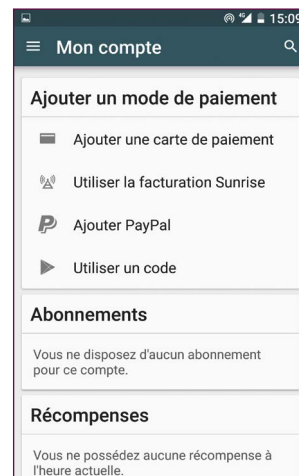 4G 15:09
Mon compte
Ajouter un mode de paiement
Ajouter une carte de paiement
Utiliser la facturation Sunrise
Ajouter PayPal
Utiliser un code
Abonnements
Vous ne disposez d'aucun abonnement
pour ce compte.
Récompenses
Vous ne possédez aucune récompense à
l'heure actuelle.